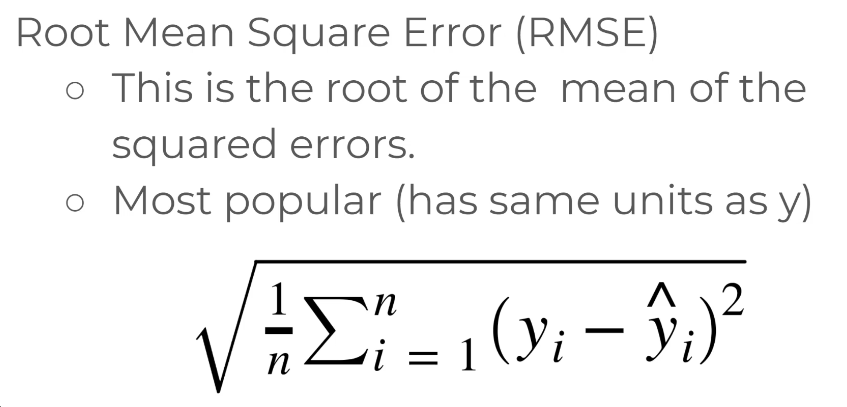 Root Mean Square Error (RMSE)
○ This is the root of the mean of the
squared errors.
○ Most popular (has same units as y)
√(1/n ∑ⁿᵢ = ₁(yᵢ − ŷᵢ)²)